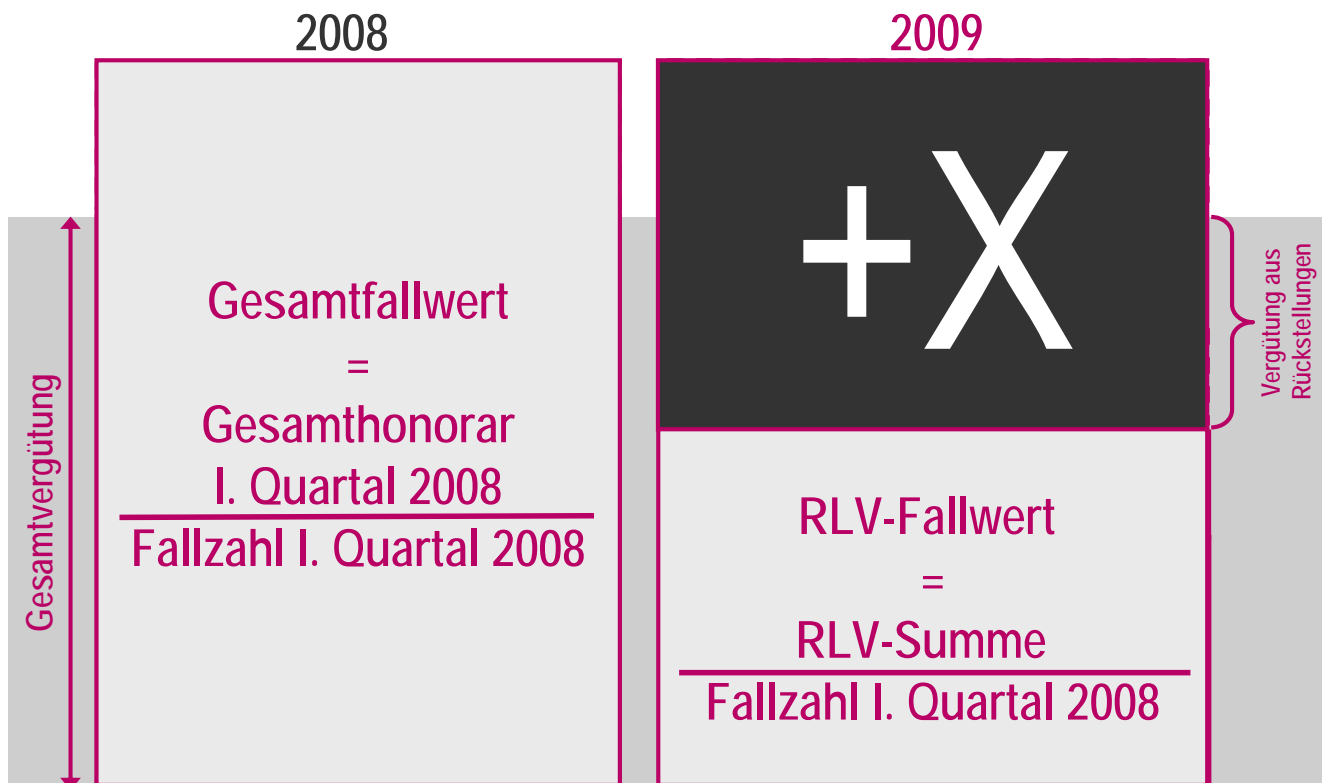 2008
2009
Gesamtvergütung
Gesamtfallwert
=
Gesamthonorar
I. Quartal 2008
Fallzahl I. Quartal 2008
+X
RLV-Fallwert
=
RLV-Summe
Fallzahl I. Quartal 2008
Vergütung aus
Rückstellungen